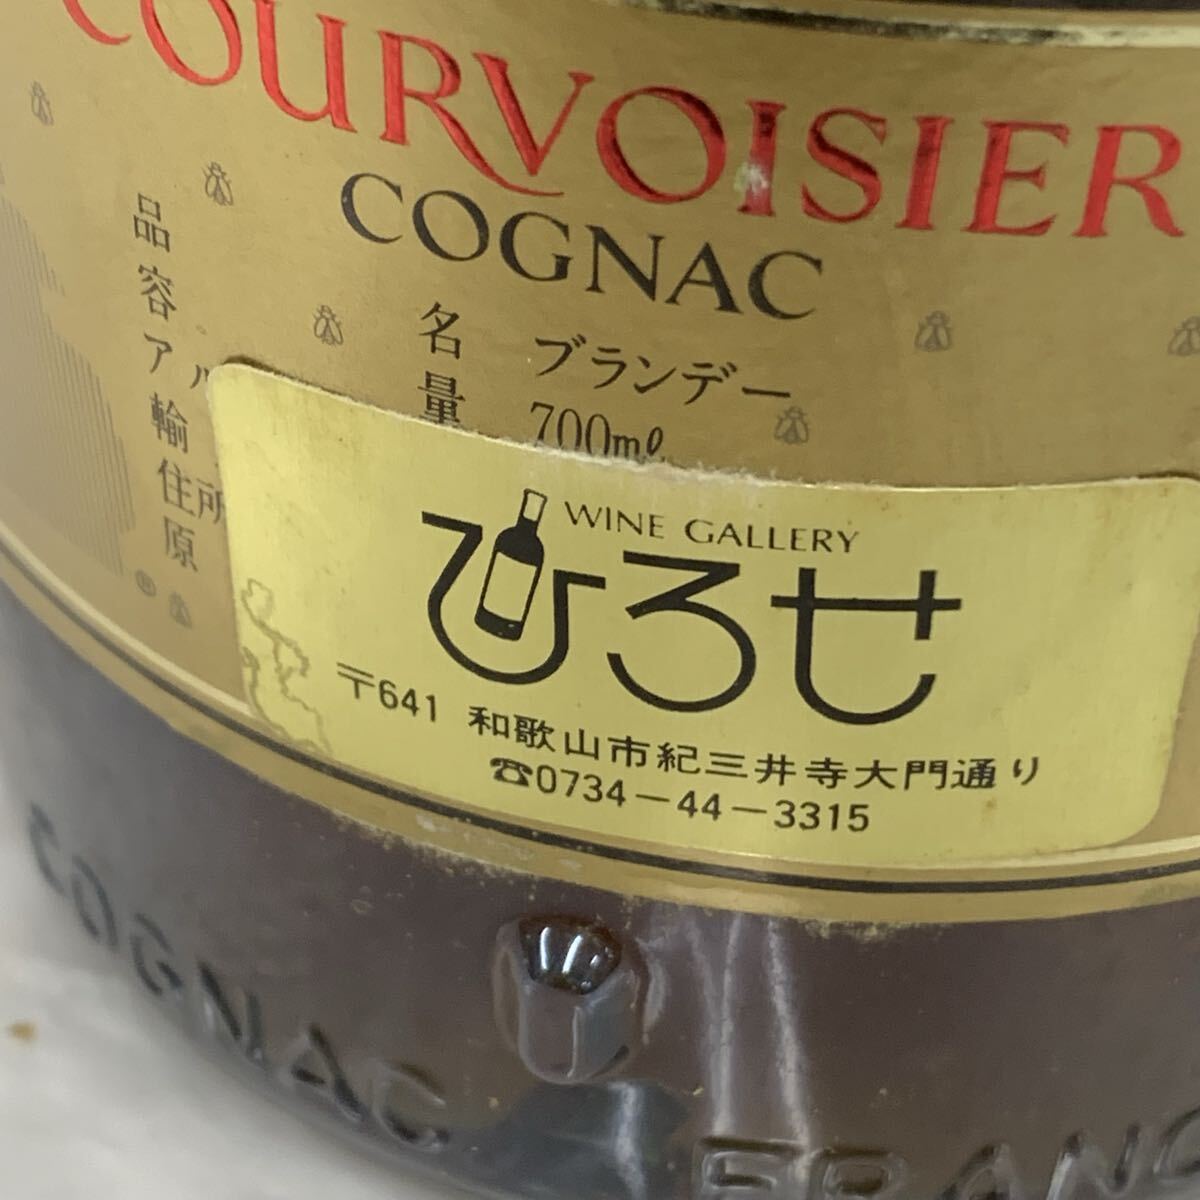 COURVOISIER
COGNAC
品 名 ブランデー
容 量 700mℓ
アル
輸
住所
原
®
WINE GALLERY
ひろせ
〒641 和歌山市紀三井寺大門通り
☎0734-44-3315
COGNAC FRANC